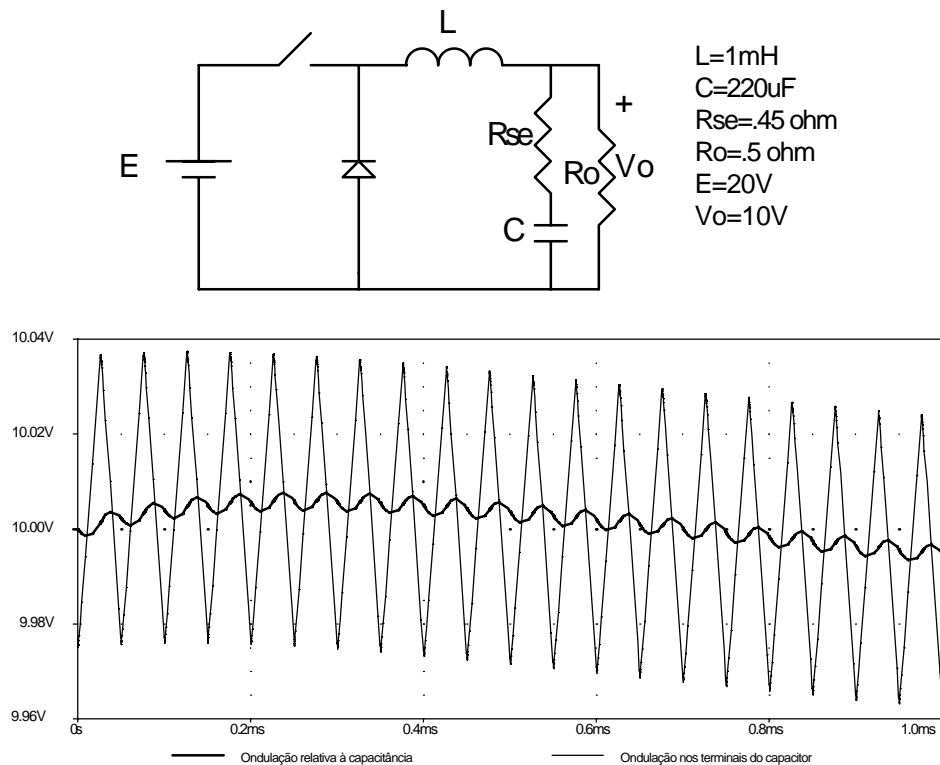 L
L=1mH
C=220uF
Rse=.45 ohm
Ro=.5 ohm
E=20V
Vo=10V
+
Rse
E
Ro
Vo
C
10.04V
10.02V
10.00V
9.98V
9.96V
0s
0.2ms
0.4ms
0.6ms
0.8ms
1.0ms
Ondulação relativa à capacitância
Ondulação nos terminais do capacitor